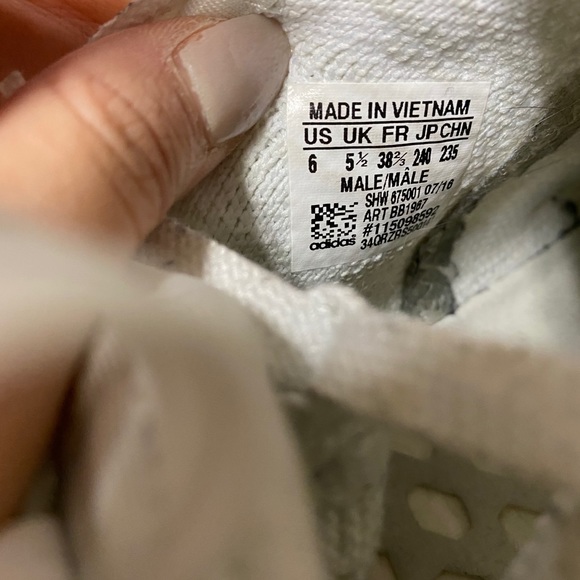 MADE IN VIETNAM
US UK FR JP CHN
6 5½ 38⅔ 240 235
MALE/MÂLE
SHW 675001 07/16
ART BB1967
#115098592
adidas